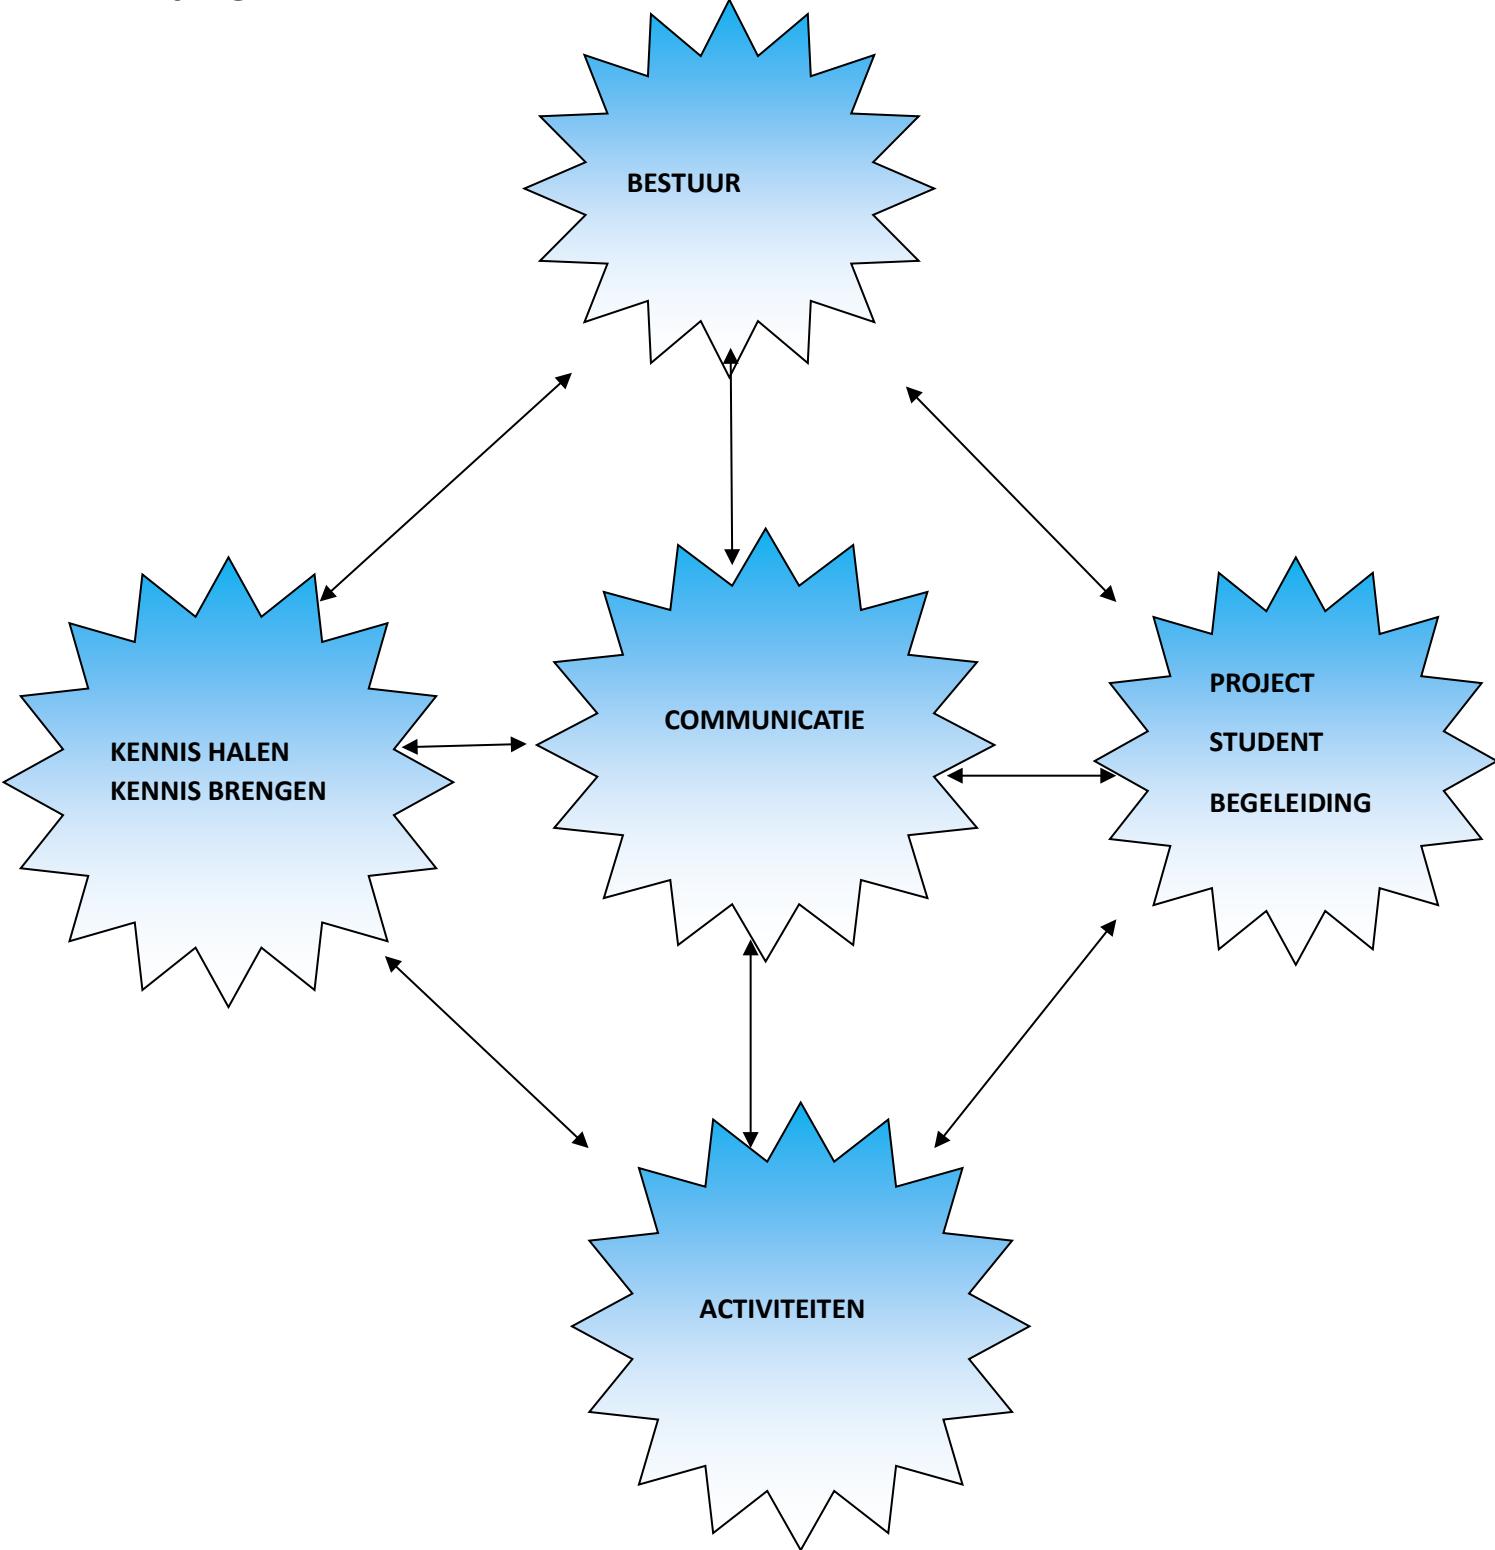 BESTUUR
COMMUNICATIE
KENNIS HALEN
KENNIS BRENGEN
PROJECT
STUDENT
BEGELEIDING
ACTIVITEITEN